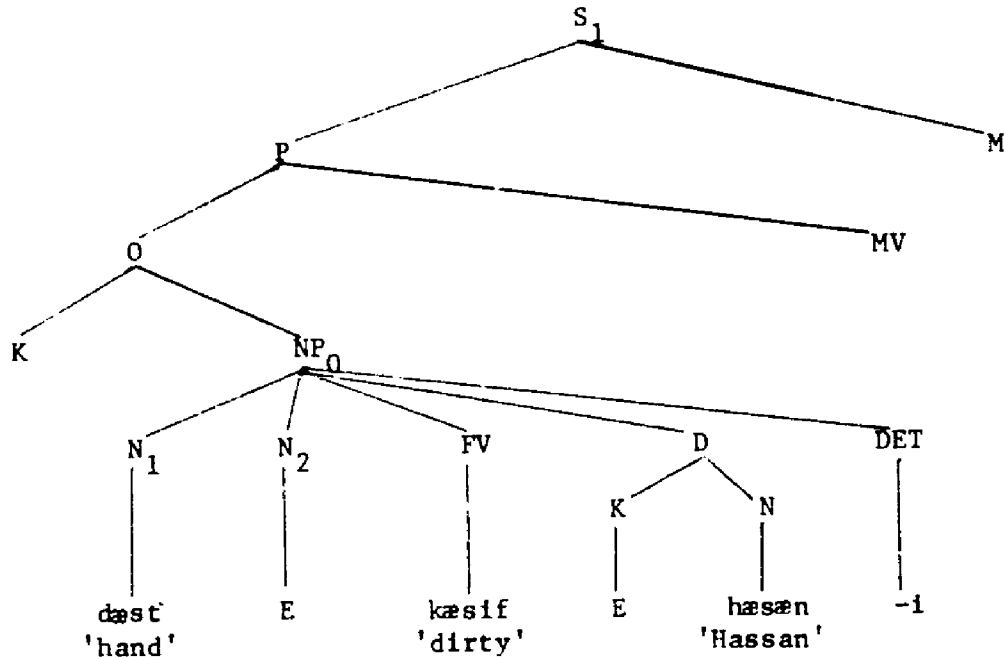 S1
P M
O MV
K NP0
N1 N2 FV D DET
K N
dæst E kæsif E hæsæn -i
'hand' 'dirty' 'Hassan'